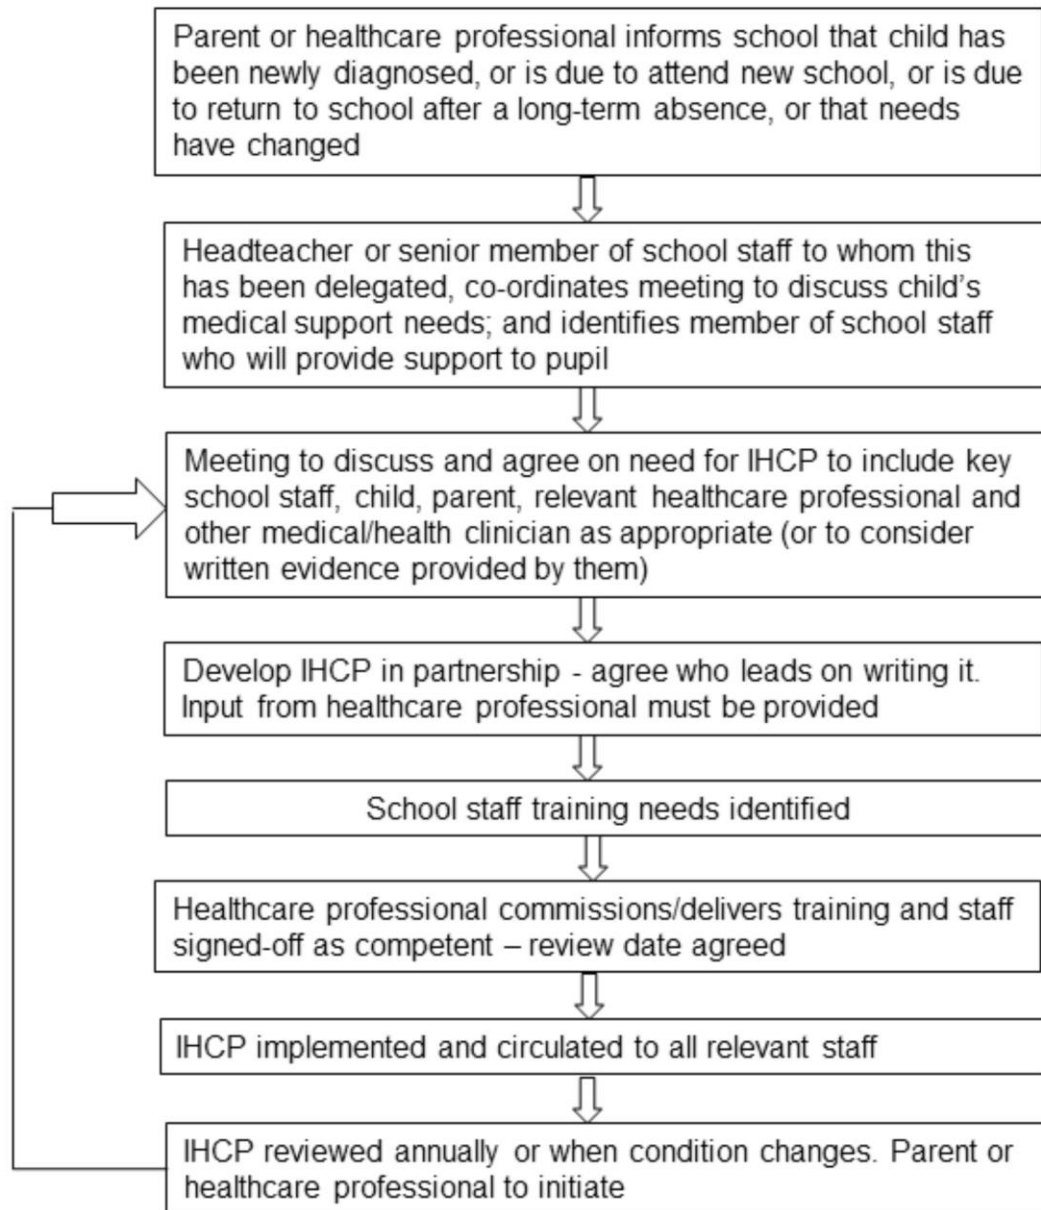 Parent or healthcare professional informs school that child has
been newly diagnosed, or is due to attend new school, or is due
to return to school after a long-term absence, or that needs
have changed
Headteacher or senior member of school staff to whom this
has been delegated, co-ordinates meeting to discuss child's
medical support needs; and identifies member of school staff
who will provide support to pupil
Meeting to discuss and agree on need for IHCP to include key
school staff, child, parent, relevant healthcare professional and
other medical/health clinician as appropriate (or to consider
written evidence provided by them)
Develop IHCP in partnership - agree who leads on writing it.
Input from healthcare professional must be provided
School staff training needs identified
Healthcare professional commissions/delivers training and staff
signed-off as competent – review date agreed
IHCP implemented and circulated to all relevant staff
IHCP reviewed annually or when condition changes. Parent or
healthcare professional to initiate